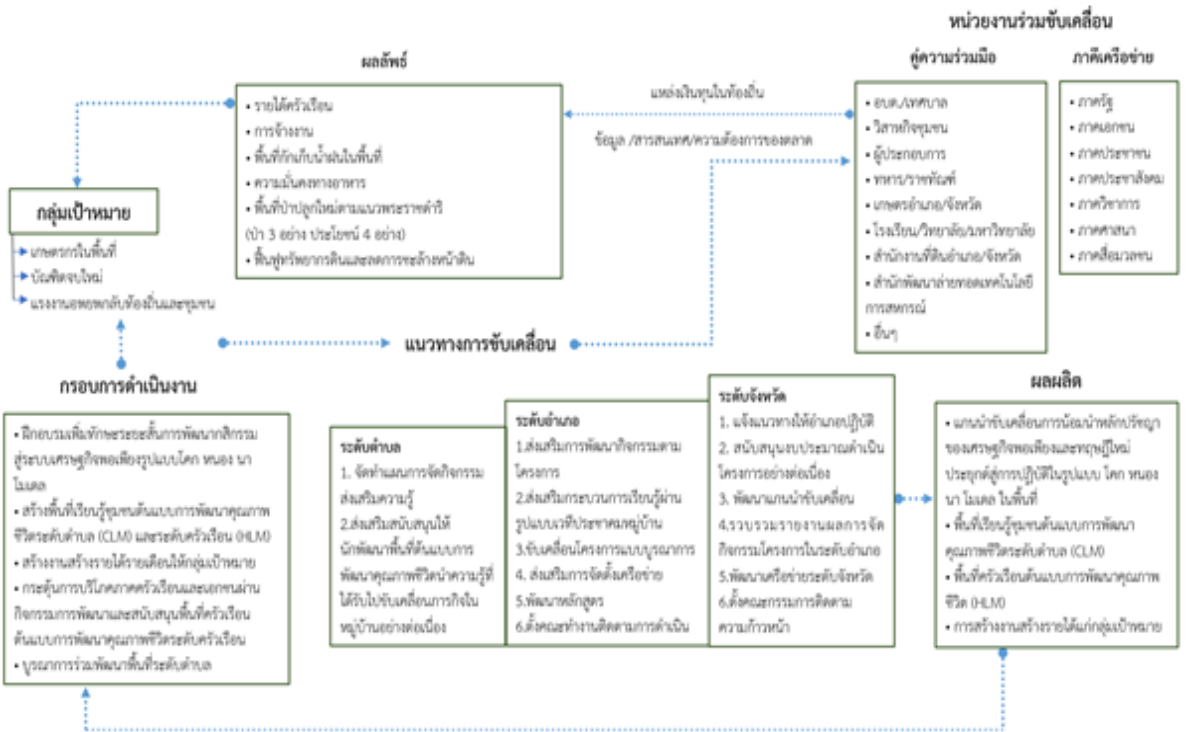 หน่วยงานร่วมขับเคลื่อน
ผลลัพธ์
คู่ความร่วมมือ
ภาคีเครือข่าย
• รายได้ครัวเรือน
• การจ้างงาน
• พื้นที่กักเก็บน้ำฝนในพื้นที่
• ความมั่นคงทางอาหาร
• พื้นที่ป่าปลูกใหม่ตามแนวพระราชดำริ
(ป่า 3 อย่าง ประโยชน์ 4 อย่าง)
• ฟื้นฟูทรัพยากรดินและลดการชะล้างหน้าดิน
แหล่งเงินทุนในท้องถิ่น
ข้อมูล /สารสนเทศ/ความต้องการของตลาด
• อบต./เทศบาล
• วิสาหกิจชุมชน
• ผู้ประกอบการ
• ทหาร/ราชทัณฑ์
• เกษตรอำเภอ/จังหวัด
• โรงเรียน/วิทยาลัย/มหาวิทยาลัย
• สำนักงานที่ดินอำเภอ/จังหวัด
• สำนักพัฒนาถ่ายทอดเทคโนโลยี
การสหกรณ์
• อื่นๆ
• ภาครัฐ
• ภาคเอกชน
• ภาคประชาชน
• ภาคประชาสังคม
• ภาควิชาการ
• ภาคศาสนา
• ภาคสื่อมวลชน
กลุ่มเป้าหมาย
เกษตรกรในพื้นที่
บัณฑิตจบใหม่
แรงงานอพยพกลับท้องถิ่นและชุมชน
แนวทางการขับเคลื่อน
กรอบการดำเนินงาน
• ฝึกอบรมเพิ่มทักษะระยะสั้นการพัฒนากสิกรรม
สู่ระบบเศรษฐกิจพอเพียงรูปแบบโคก หนอง นา
โมเดล
• สร้างพื้นที่เรียนรู้ชุมชนต้นแบบการพัฒนาคุณภาพ
ชีวิตระดับตำบล (CLM) และระดับครัวเรือน (HLM)
• สร้างงานสร้างรายได้รายเดือนให้กลุ่มเป้าหมาย
• กระตุ้นการบริโภคภาคครัวเรือนและเอกชนผ่าน
กิจกรรมการพัฒนาและสนับสนุนพื้นที่ครัวเรือน
ต้นแบบการพัฒนาคุณภาพชีวิตระดับครัวเรือน
• บูรณาการร่วมพัฒนาพื้นที่ระดับตำบล
ระดับตำบล
1. จัดทำแผนการจัดกิจกรรม
ส่งเสริมความรู้
2.ส่งเสริมสนับสนุนให้
นักพัฒนาพื้นที่ต้นแบบการ
พัฒนาคุณภาพชีวิตนำความรู้ที่
ได้รับไปขับเคลื่อนภารกิจใน
หมู่บ้านอย่างต่อเนื่อง
ระดับอำเภอ
1.ส่งเสริมการพัฒนากิจกรรมตาม
โครงการ
2.ส่งเสริมกระบวนการเรียนรู้ผ่าน
รูปแบบเวทีประชาคมหมู่บ้าน
3.ขับเคลื่อนโครงการแบบบูรณาการ
4. ส่งเสริมการจัดตั้งเครือข่าย
5.พัฒนาหลักสูตร
6.ตั้งคณะทำงานติดตามการดำเนิน
ระดับจังหวัด
1. แจ้งแนวทางให้อำเภอปฏิบัติ
2. สนับสนุนงบประมาณดำเนิน
โครงการอย่างต่อเนื่อง
3. พัฒนาแกนนำขับเคลื่อน
4.รวบรวมรายงานผลการจัด
กิจกรรมโครงการในระดับอำเภอ
5.พัฒนาเครือข่ายระดับจังหวัด
6.ตั้งคณะกรรมการติดตาม
ความก้าวหน้า
ผลผลิต
• แกนนำขับเคลื่อนการน้อมนำหลักปรัชญา
ของเศรษฐกิจพอเพียงและทฤษฎีใหม่
ประยุกต์สู่การปฏิบัติในรูปแบบ โคก หนอง
นา โมเดล ในพื้นที่
• พื้นที่เรียนรู้ชุมชนต้นแบบการพัฒนา
คุณภาพชีวิตระดับตำบล (CLM)
• พื้นที่ครัวเรือนต้นแบบการพัฒนาคุณภาพ
ชีวิต (HLM)
• การสร้างงานสร้างรายได้แก่กลุ่มเป้าหมาย